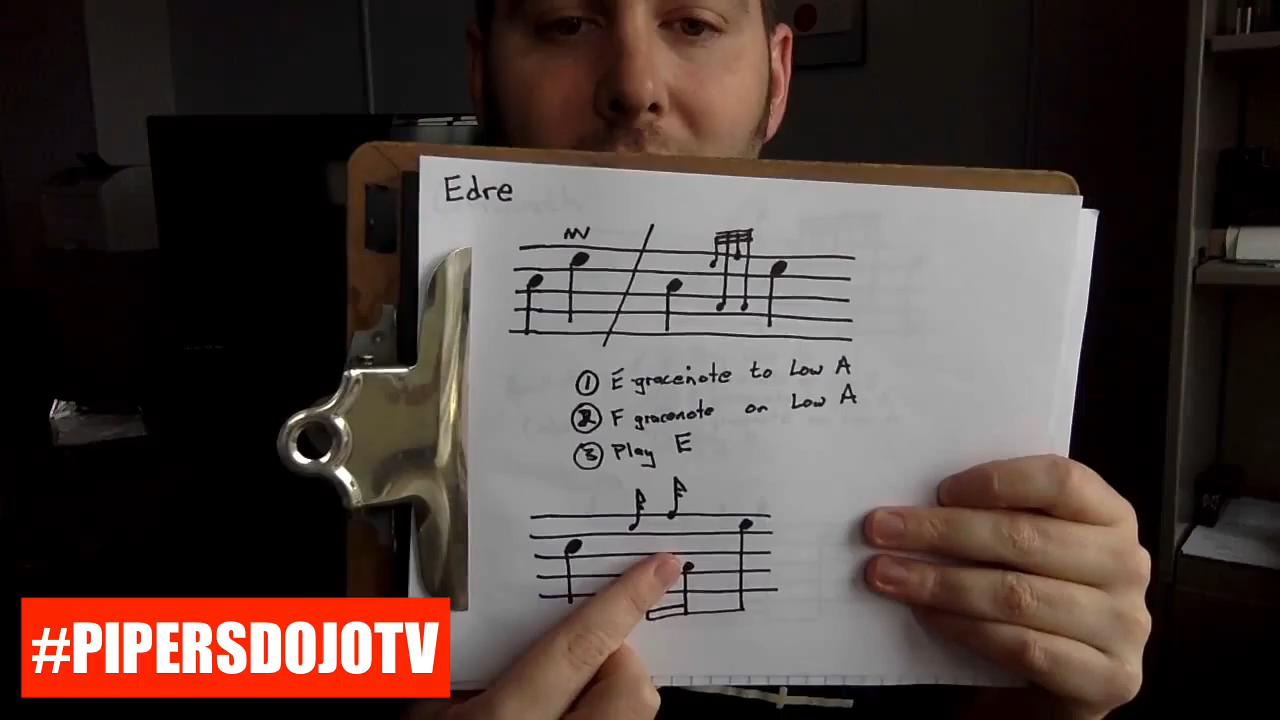 Edre
① E gracenote to Low A
② F gracenote on Low A
③ Play E
#PIPERSDOJOTV